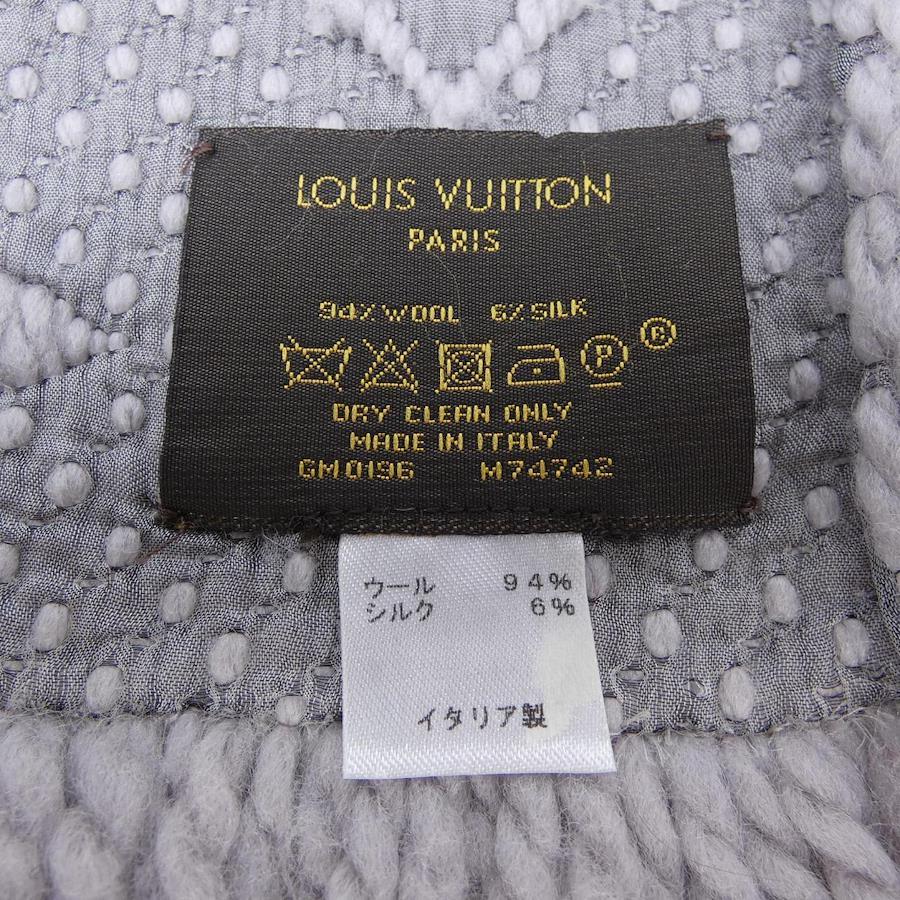 LOUIS VUITTON
PARIS
94% WOOL 6% SILK
P 6
DRY CLEAN ONLY
MADE IN ITALY
GM0196 M74742
ウール 94%
シルク 6%
イタリア製